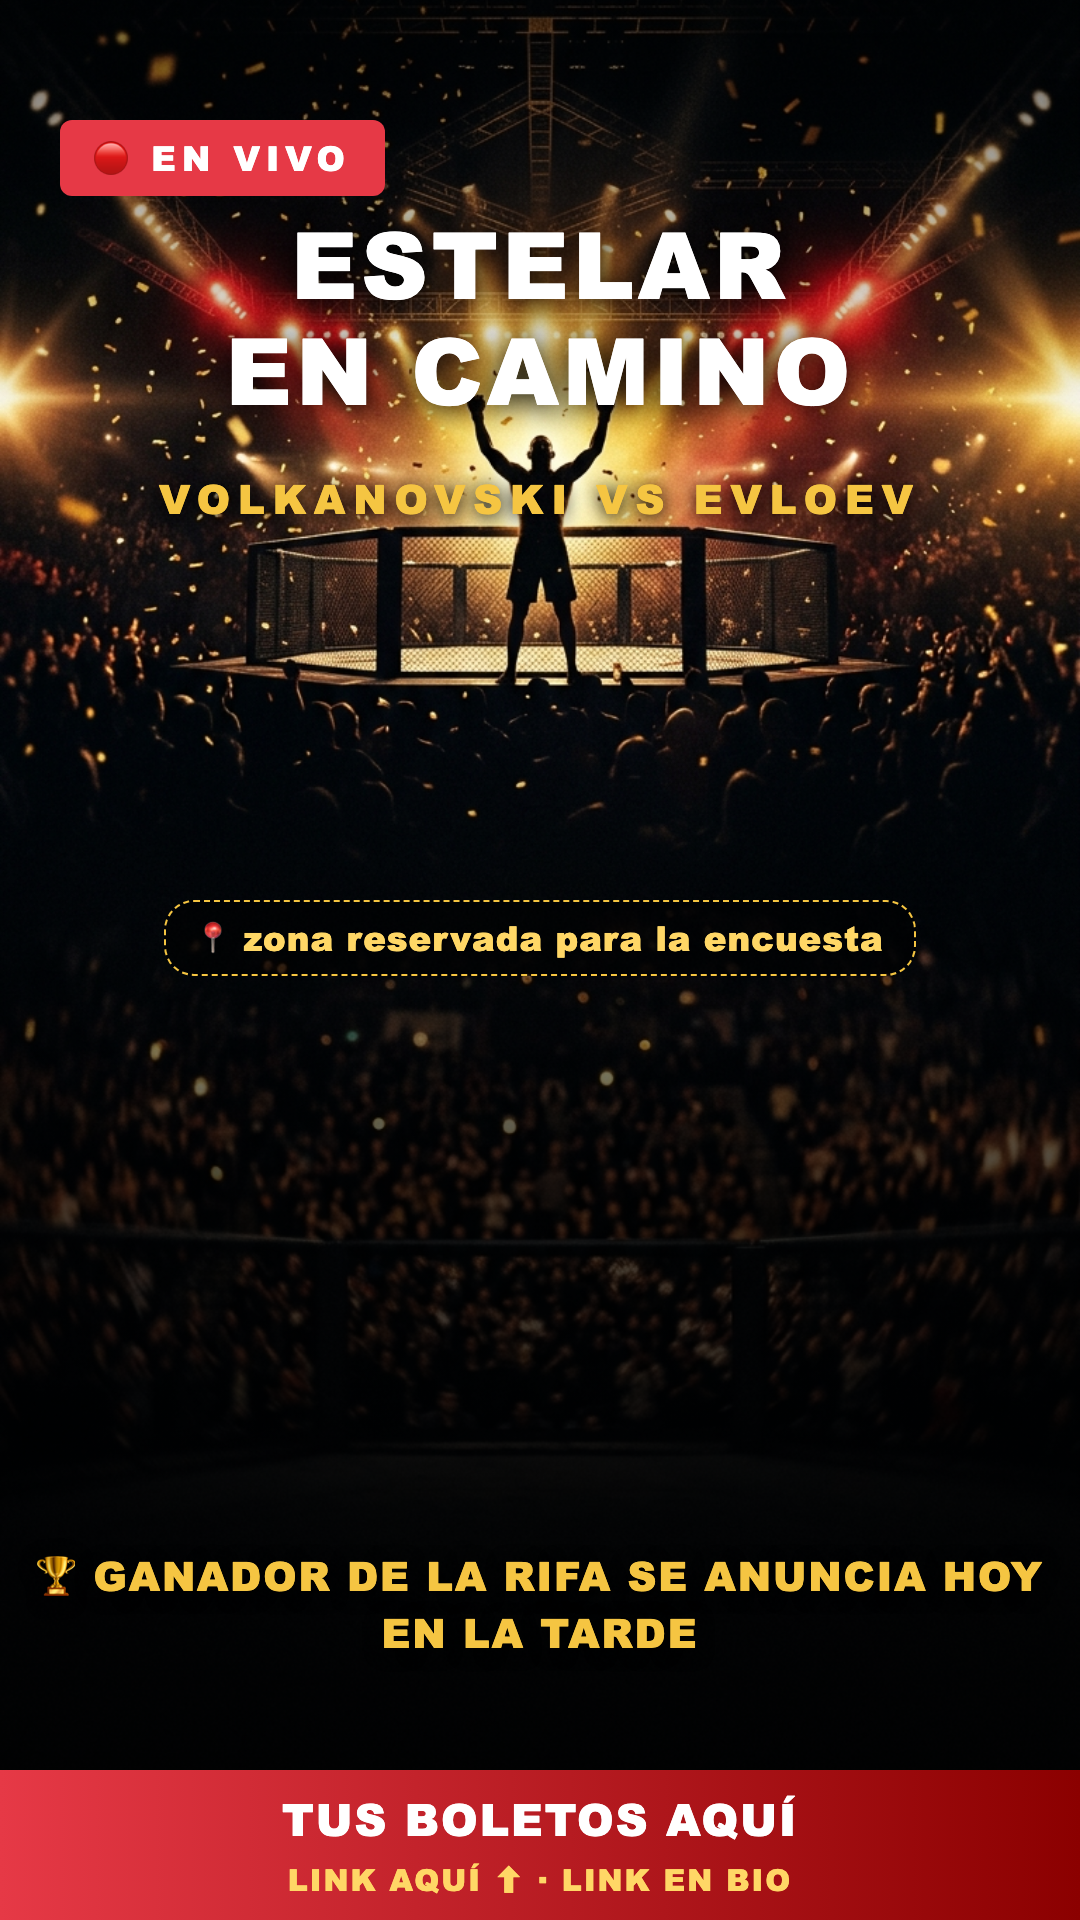 🔴 EN VIVO
ESTELAR
EN CAMINO
VOLKANOVSKI VS EVLOEV
📍 zona reservada para la encuesta
🏆 GANADOR DE LA RIFA SE ANUNCIA HOY
EN LA TARDE
TUS BOLETOS AQUÍ
LINK AQUÍ ⬆ · LINK EN BIO